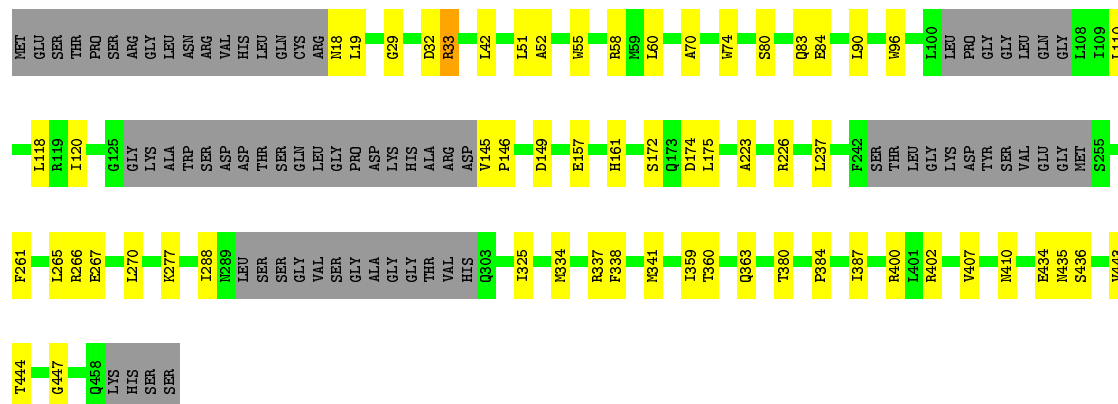 MET GLU SER THR PRO SER ARG GLY LEU ASN ARG VAL HIS LEU GLN CYS ARG N18 L19 G29 D32 R33 L42 L51 A52 W55 R58 M59 L60 A70 W74 S80 Q83 E84 L90 W96 L100 LEU PRO GLY GLY LEU GLN GLY L108 I109 L110
L118 R119 I120 G125 GLY LYS ALA TRP SER ASP ASP THR SER GLN LEU GLY PRO ASP LYS HIS ALA ARG ASP V145 P146 D149 E157 H161 S172 Q173 D174 L175 A223 R226 L237 F242 SER THR LEU GLY LYS ASP TYR SER VAL GLU GLY MET S255
F261 L265 R266 E267 L270 K277 I288 N289 LEU SER SER GLY VAL SER GLY ALA GLY GLY THR VAL HIS Q303 I325 M334 R337 F338 M341 I359 T360 Q363 T380 P384 I387 R400 L401 R402 V407 N410 E434 N435 S436 V443
T444 G447 Q458 LYS HIS SER SER